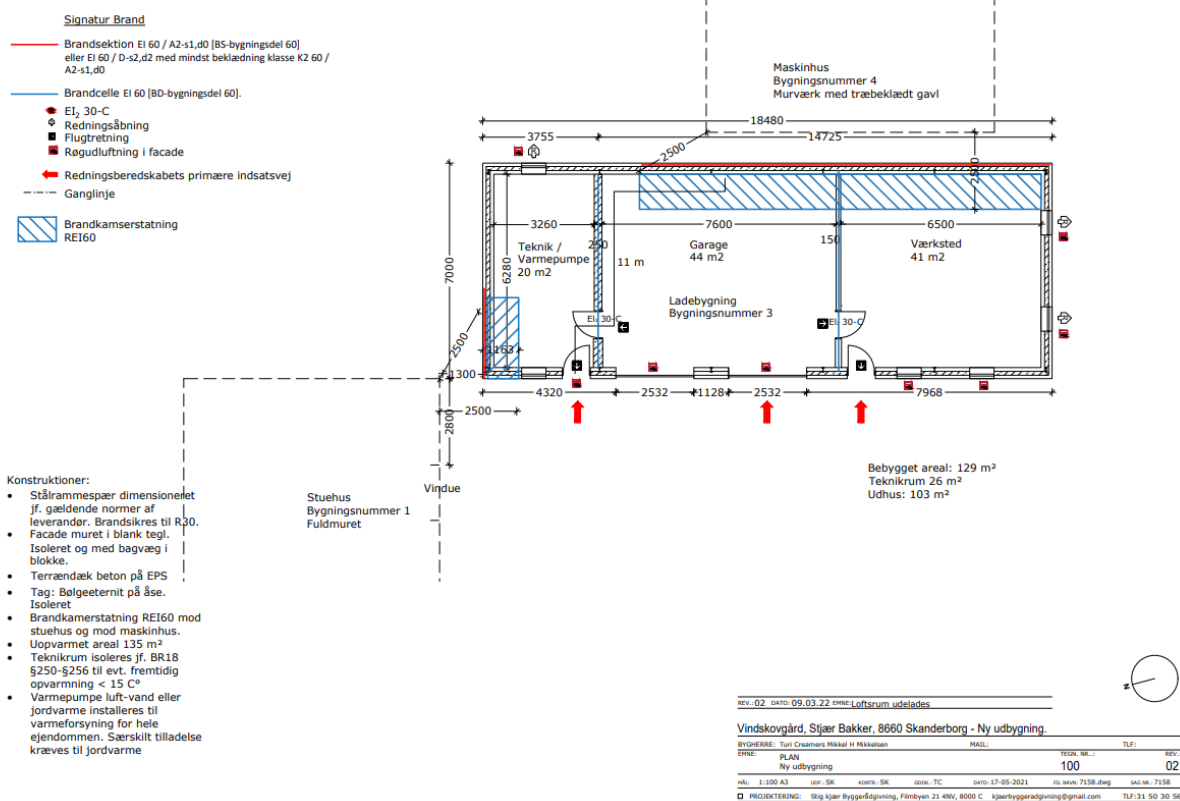 Signatur Brand
Brandsektion EI 60 / A2-s1,d0 [BS-bygningsdel 60]
eller EI 60 / D-s2,d2 med mindst beklædning klasse K2 60 /
A2-s1,d0
Brandcelle EI 60 [BD-bygningsdel 60].
EI2 30-C
Redningsåbning
Flugtretning
Røgudluftning i facade
Redningsberedskabets primære indsatsvej
Ganglinje
Brandkamserstatning
REI60
Maskinhus
Bygningsnummer 4
Murværk med træbeklædt gavl
18480
3755
14725
2500
2500
3260
7600
6500
250
150
Teknik /
Varmepumpe
20 m2
Garage
44 m2
Værksted
41 m2
11 m
7000
6280
Ladebygning
Bygningsnummer 3
EI2 30-C
EI2 30-C
2500
1163
1300
4320
2532
1128
2532
7968
2500
2800
Vindue
Stuehus
Bygningsnummer 1
Fuldmuret
Bebygget areal: 129 m²
Teknikrum 26 m²
Udhus: 103 m²
Konstruktioner:
• Stålrammespær dimensioneret
jf. gældende normer af
leverandør. Brandsikres til R30.
• Facade muret i blank tegl.
Isoleret og med bagvæg i
blokke.
• Terrændæk beton på EPS
• Tag: Bølgeeternit på åse.
Isoleret
• Brandkamerstatning REI60 mod
stuehus og mod maskinhus.
• Uopvarmet areal 135 m²
• Teknikrum isoleres jf. BR18
§250-§256 til evt. fremtidig
opvarmning < 15 C°
• Varmepumpe luft-vand eller
jordvarme installeres til
varmeforsyning for hele
ejendommen. Særskilt tilladelse
kræves til jordvarme
N
REV.:02 DATO: 09.03.22 EMNE:Loftsrum udelades
Vindskovgård, Stjær Bakker, 8660 Skanderborg - Ny udbygning.
BYGHERRE: Turi Creamers Mikkel H Mikkelsen MAIL: TLF:
EMNE: PLAN TEGN. NR.: REV.:
Ny udbygning 100 02
MÅL: 1:100 A3 UDF.: SK KONTR.: SK GODK.: TC DATO: 17-05-2021 FIL NAVN: 7158.dwg SAG NR.: 7158
PROJEKTERING: Stig kjær Byggerådgivning, Filmbyen 21 4NV, 8000 C kjaerbyggeradgivning@gmail.com TLF:31 50 30 56